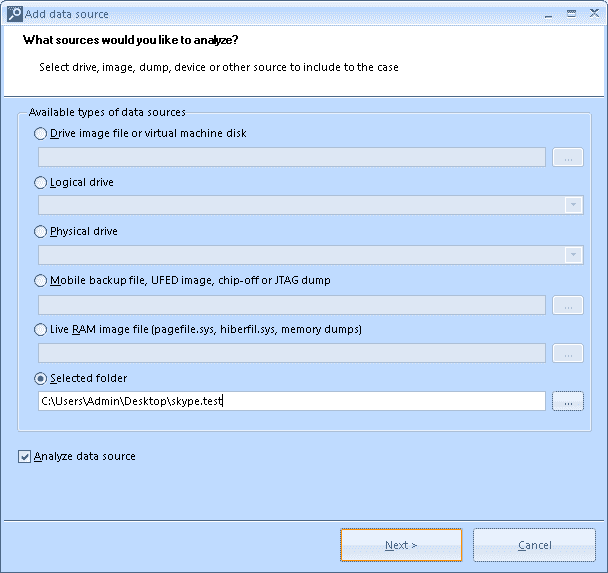 Add data source
What sources would you like to analyze?
Select drive, image, dump, device or other source to include to the case
Available types of data sources
Drive image file or virtual machine disk
...
Logical drive
Physical drive
Mobile backup file, UFED image, chip-off or JTAG dump
...
Live RAM image file (pagefile.sys, hiberfil.sys, memory dumps)
...
Selected folder
C:\Users\Admin\Desktop\skype.test
...
Analyze data source
Next >
Cancel